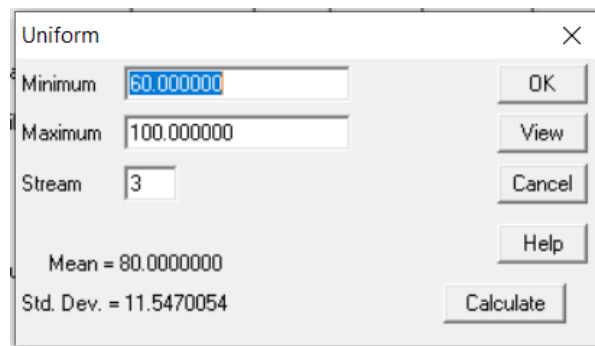 Uniform
Minimum 60.000000 OK
Maximum 100.000000 View
Stream 3 Cancel
Help
Mean = 80.0000000
Std. Dev. = 11.5470054 Calculate